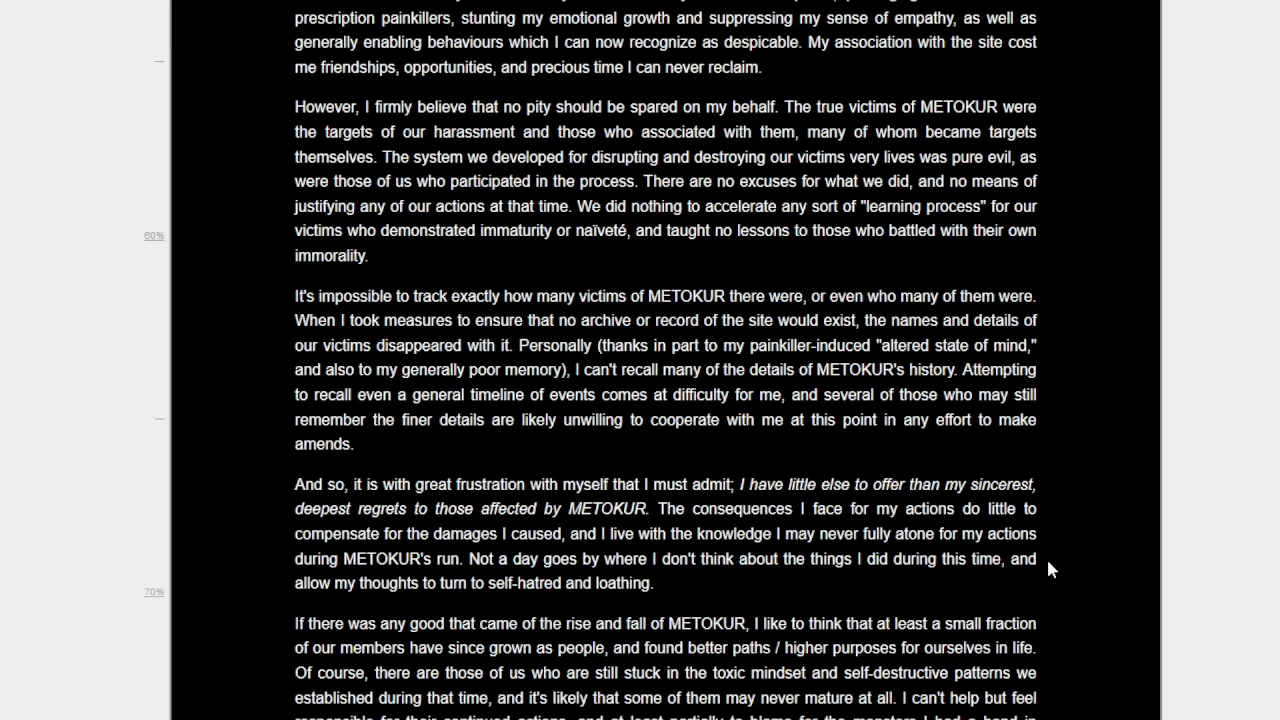 prescription painkillers, stunting my emotional growth and suppressing my sense of empathy, as well as
generally enabling behaviours which I can now recognize as despicable. My association with the site cost
me friendships, opportunities, and precious time I can never reclaim.
However, I firmly believe that no pity should be spared on my behalf. The true victims of METOKUR were
the targets of our harassment and those who associated with them, many of whom became targets
themselves. The system we developed for disrupting and destroying our victims very lives was pure evil, as
were those of us who participated in the process. There are no excuses for what we did, and no means of
justifying any of our actions at that time. We did nothing to accelerate any sort of "learning process" for our
60%
victims who demonstrated immaturity or naïveté, and taught no lessons to those who battled with their own
immorality.
It's impossible to track exactly how many victims of METOKUR there were, or even who many of them were.
When I took measures to ensure that no archive or record of the site would exist, the names and details of
our victims disappeared with it. Personally (thanks in part to my painkiller-induced "altered state of mind,"
and also to my generally poor memory), I can't recall many of the details of METOKUR's history. Attempting
to recall even a general timeline of events comes at difficulty for me, and several of those who may still
remember the finer details are likely unwilling to cooperate with me at this point in any effort to make
amends.
And so, it is with great frustration with myself that I must admit; I have little else to offer than my sincerest,
deepest regrets to those affected by METOKUR. The consequences I face for my actions do little to
compensate for the damages I caused, and I live with the knowledge I may never fully atone for my actions
during METOKUR's run. Not a day goes by where I don't think about the things I did during this time, and
allow my thoughts to turn to self-hatred and loathing.
70%
If there was any good that came of the rise and fall of METOKUR, I like to think that at least a small fraction
of our members have since grown as people, and found better paths / higher purposes for ourselves in life.
Of course, there are those of us who are still stuck in the toxic mindset and self-destructive patterns we
established during that time, and it's likely that some of them may never mature at all. I can't help but feel
responsible for their continued actions, and at least partially to blame for the monsters I had a hand in